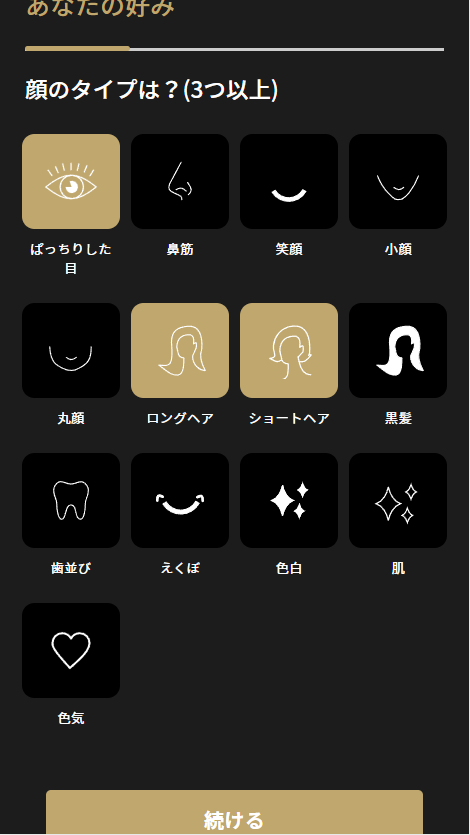 あなたの好み
顔のタイプは？(3つ以上)
ぱっちりした
目
鼻筋
笑顔
小顔
丸顔
ロングヘア
ショートヘア
黒髪
歯並び
えくぼ
色白
肌
色気
続ける